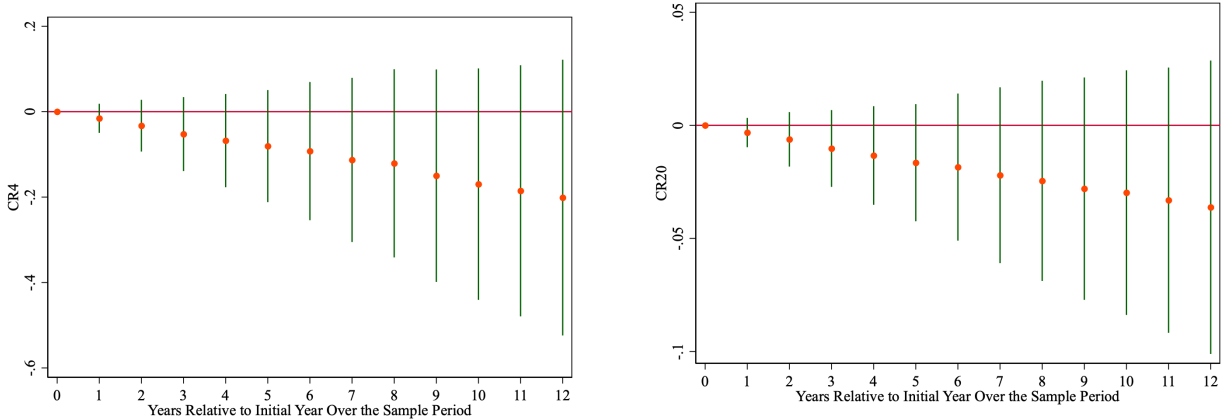 .2
0
-.2
-.4
-.6
CR4
0 1 2 3 4 5 6 7 8 9 10 11 12
Years Relative to Initial Year Over the Sample Period
.05
0
-.05
-.1
CR20
0 1 2 3 4 5 6 7 8 9 10 11 12
Years Relative to Initial Year Over the Sample Period